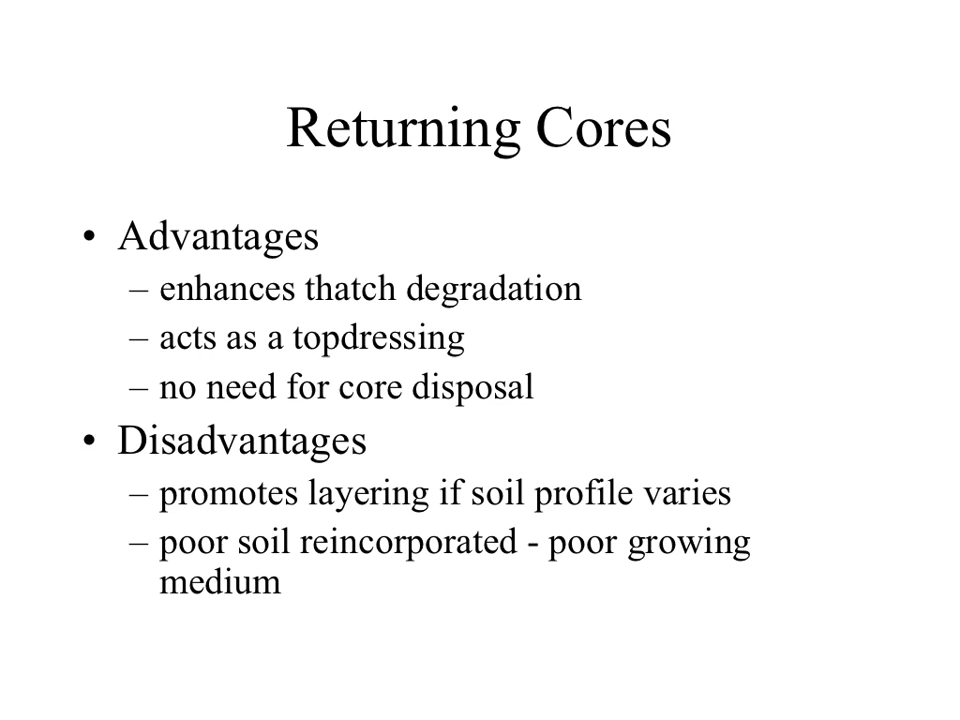 Returning Cores
• Advantages
– enhances thatch degradation
– acts as a topdressing
– no need for core disposal
• Disadvantages
– promotes layering if soil profile varies
– poor soil reincorporated - poor growing
medium